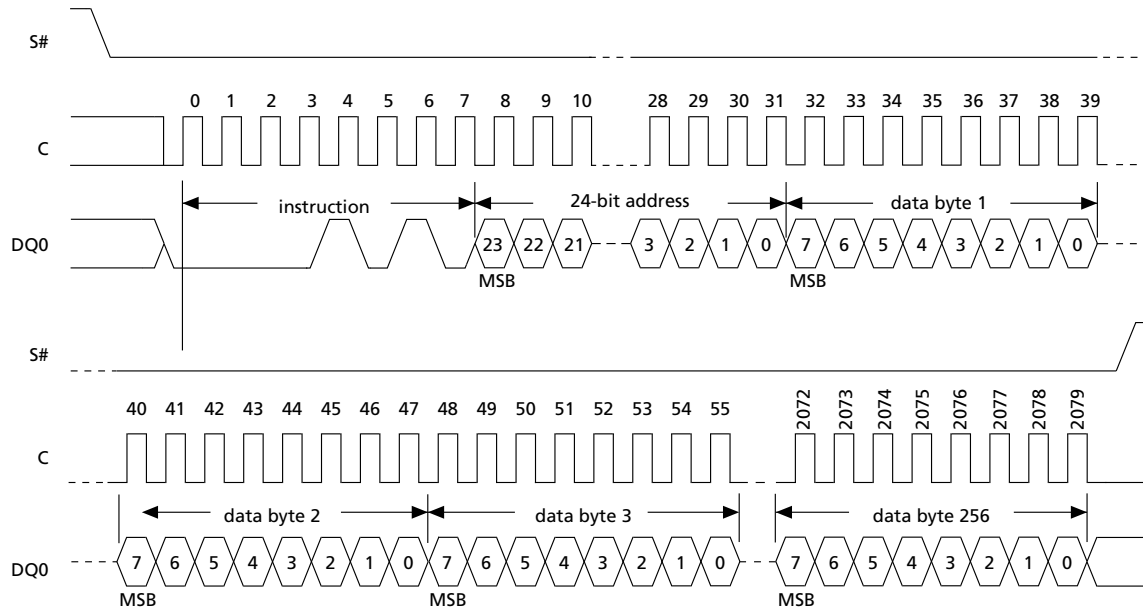 S#
0 1 2 3 4 5 6 7 8 9 10 28 29 30 31 32 33 34 35 36 37 38 39
C
instruction 24-bit address data byte 1
DQ0 23 22 21 3 2 1 0 7 6 5 4 3 2 1 0
MSB MSB
S#
40 41 42 43 44 45 46 47 48 49 50 51 52 53 54 55 2072 2073 2074 2075 2076 2077 2078 2079
C
data byte 2 data byte 3 data byte 256
DQ0 7 6 5 4 3 2 1 0 7 6 5 4 3 2 1 0 7 6 5 4 3 2 1 0
MSB MSB MSB